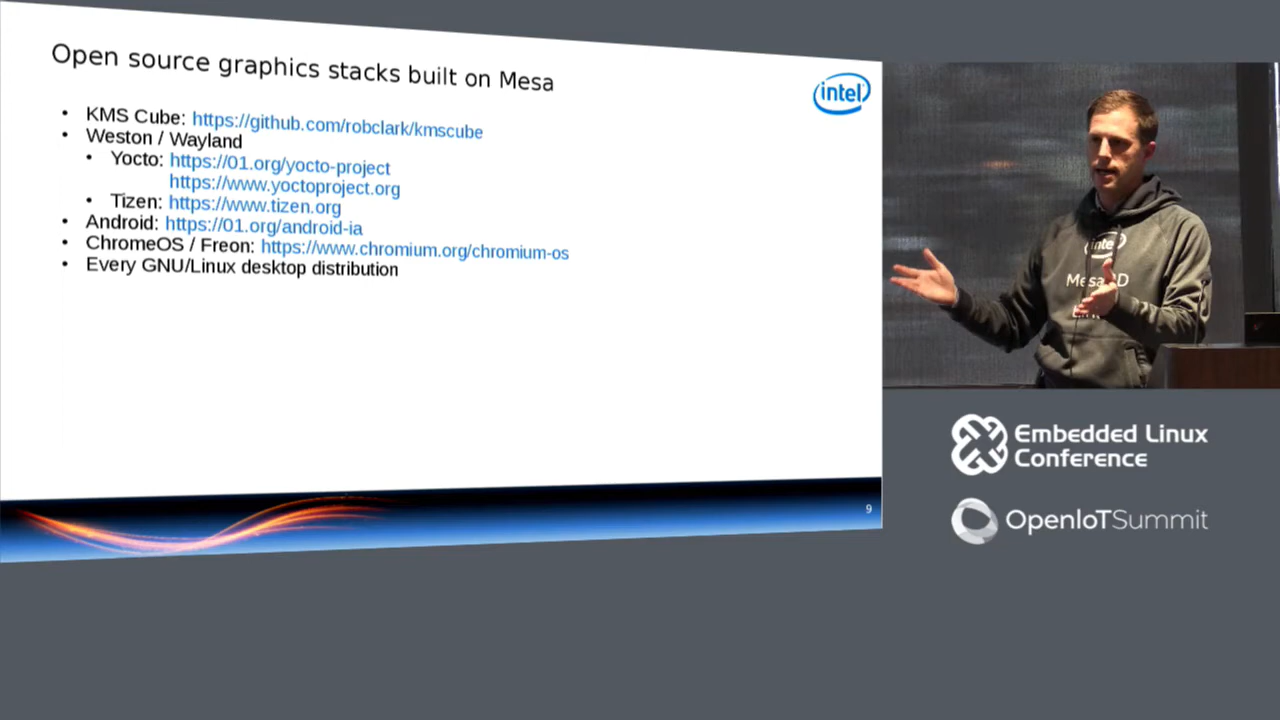 Open source graphics stacks built on Mesa
intel
• KMS Cube: https://github.com/robclark/kmscube
• Weston / Wayland
• Yocto: https://01.org/yocto-project
https://www.yoctoproject.org
• Tizen: https://www.tizen.org
• Android: https://01.org/android-ia
• ChromeOS / Freon: https://www.chromium.org/chromium-os
• Every GNU/Linux desktop distribution
9
intel
Embedded Linux
Conference
OpenIoTSummit